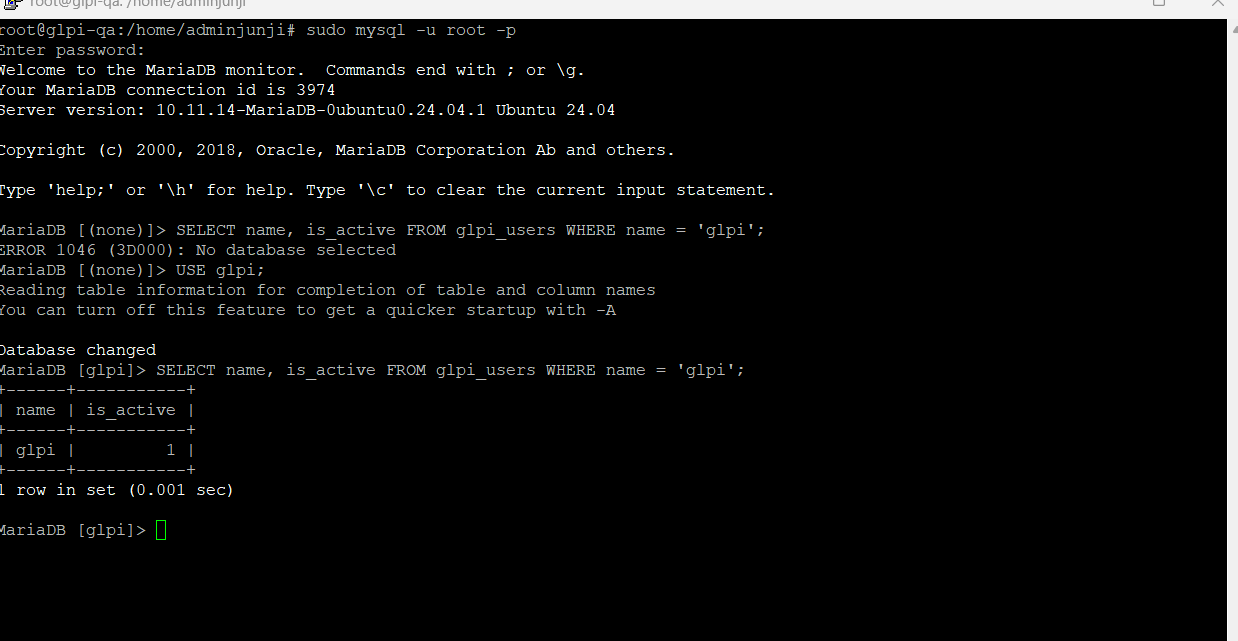 root@glpi-qa: /home/adminjunji
root@glpi-qa:/home/adminjunji# sudo mysql -u root -p
Enter password:
Welcome to the MariaDB monitor.  Commands end with ; or \g.
Your MariaDB connection id is 3974
Server version: 10.11.14-MariaDB-0ubuntu0.24.04.1 Ubuntu 24.04
Copyright (c) 2000, 2018, Oracle, MariaDB Corporation Ab and others.
Type 'help;' or '\h' for help. Type '\c' to clear the current input statement.
MariaDB [(none)]> SELECT name, is_active FROM glpi_users WHERE name = 'glpi';
ERROR 1046 (3D000): No database selected
MariaDB [(none)]> USE glpi;
Reading table information for completion of table and column names
You can turn off this feature to get a quicker startup with -A
Database changed
MariaDB [glpi]> SELECT name, is_active FROM glpi_users WHERE name = 'glpi';
+------+-----------+
| name | is_active |
+------+-----------+
| glpi |         1 |
+------+-----------+
1 row in set (0.001 sec)
MariaDB [glpi]>